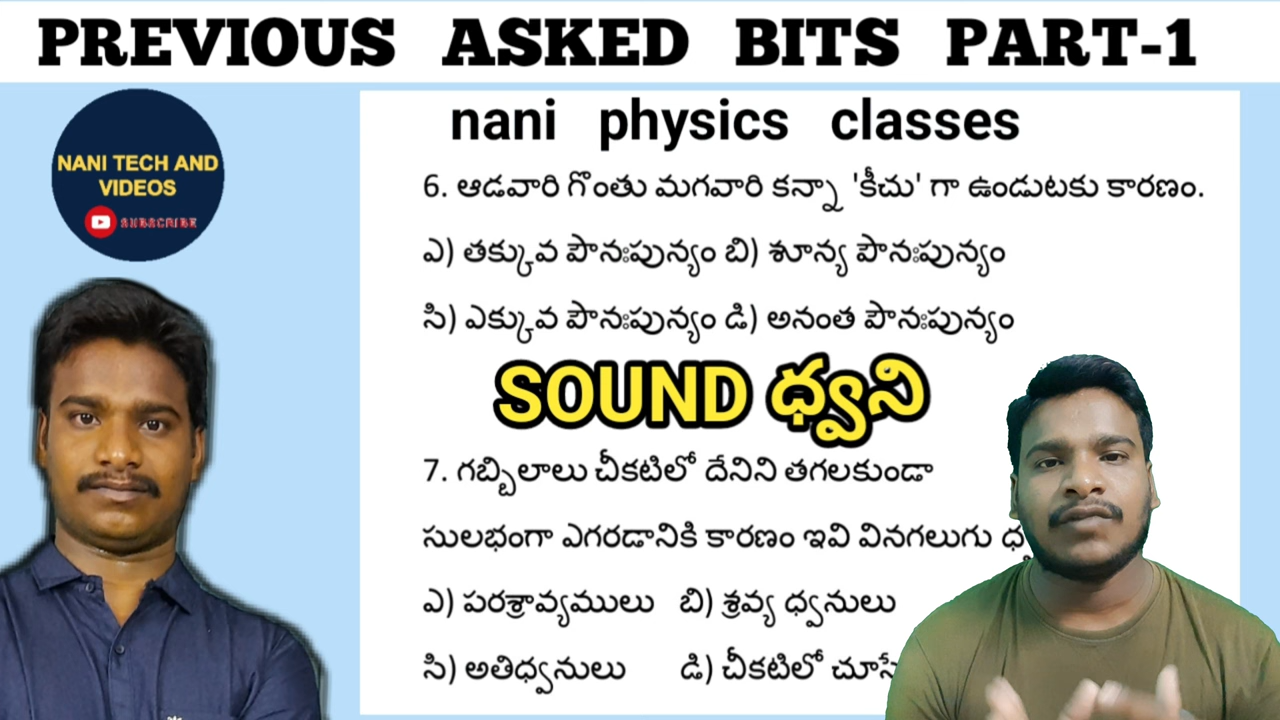 PREVIOUS ASKED BITS PART-1
NANI TECH AND
VIDEOS
SUBSCRIBE
nani physics classes
6. ఆడవారి గొంతు మగవారి కన్నా 'కీచు' గా ఉండుటకు కారణం.
ఎ) తక్కువ పౌనఃపున్యం బి) శూన్య పౌనఃపున్యం
సి) ఎక్కువ పౌనఃపున్యం డి) అనంత పౌనఃపున్యం
SOUND ధ్వని
7. గబ్బిలాలు చీకటిలో దేనిని తగలకుండా
సులభంగా ఎగరడానికి కారణం ఇవి వినగలుగు
ఎ) పరశ్రావ్యములు బి) శ్రవ్య ధ్వనులు
సి) అతిధ్వనులు డి) చీకటిలో